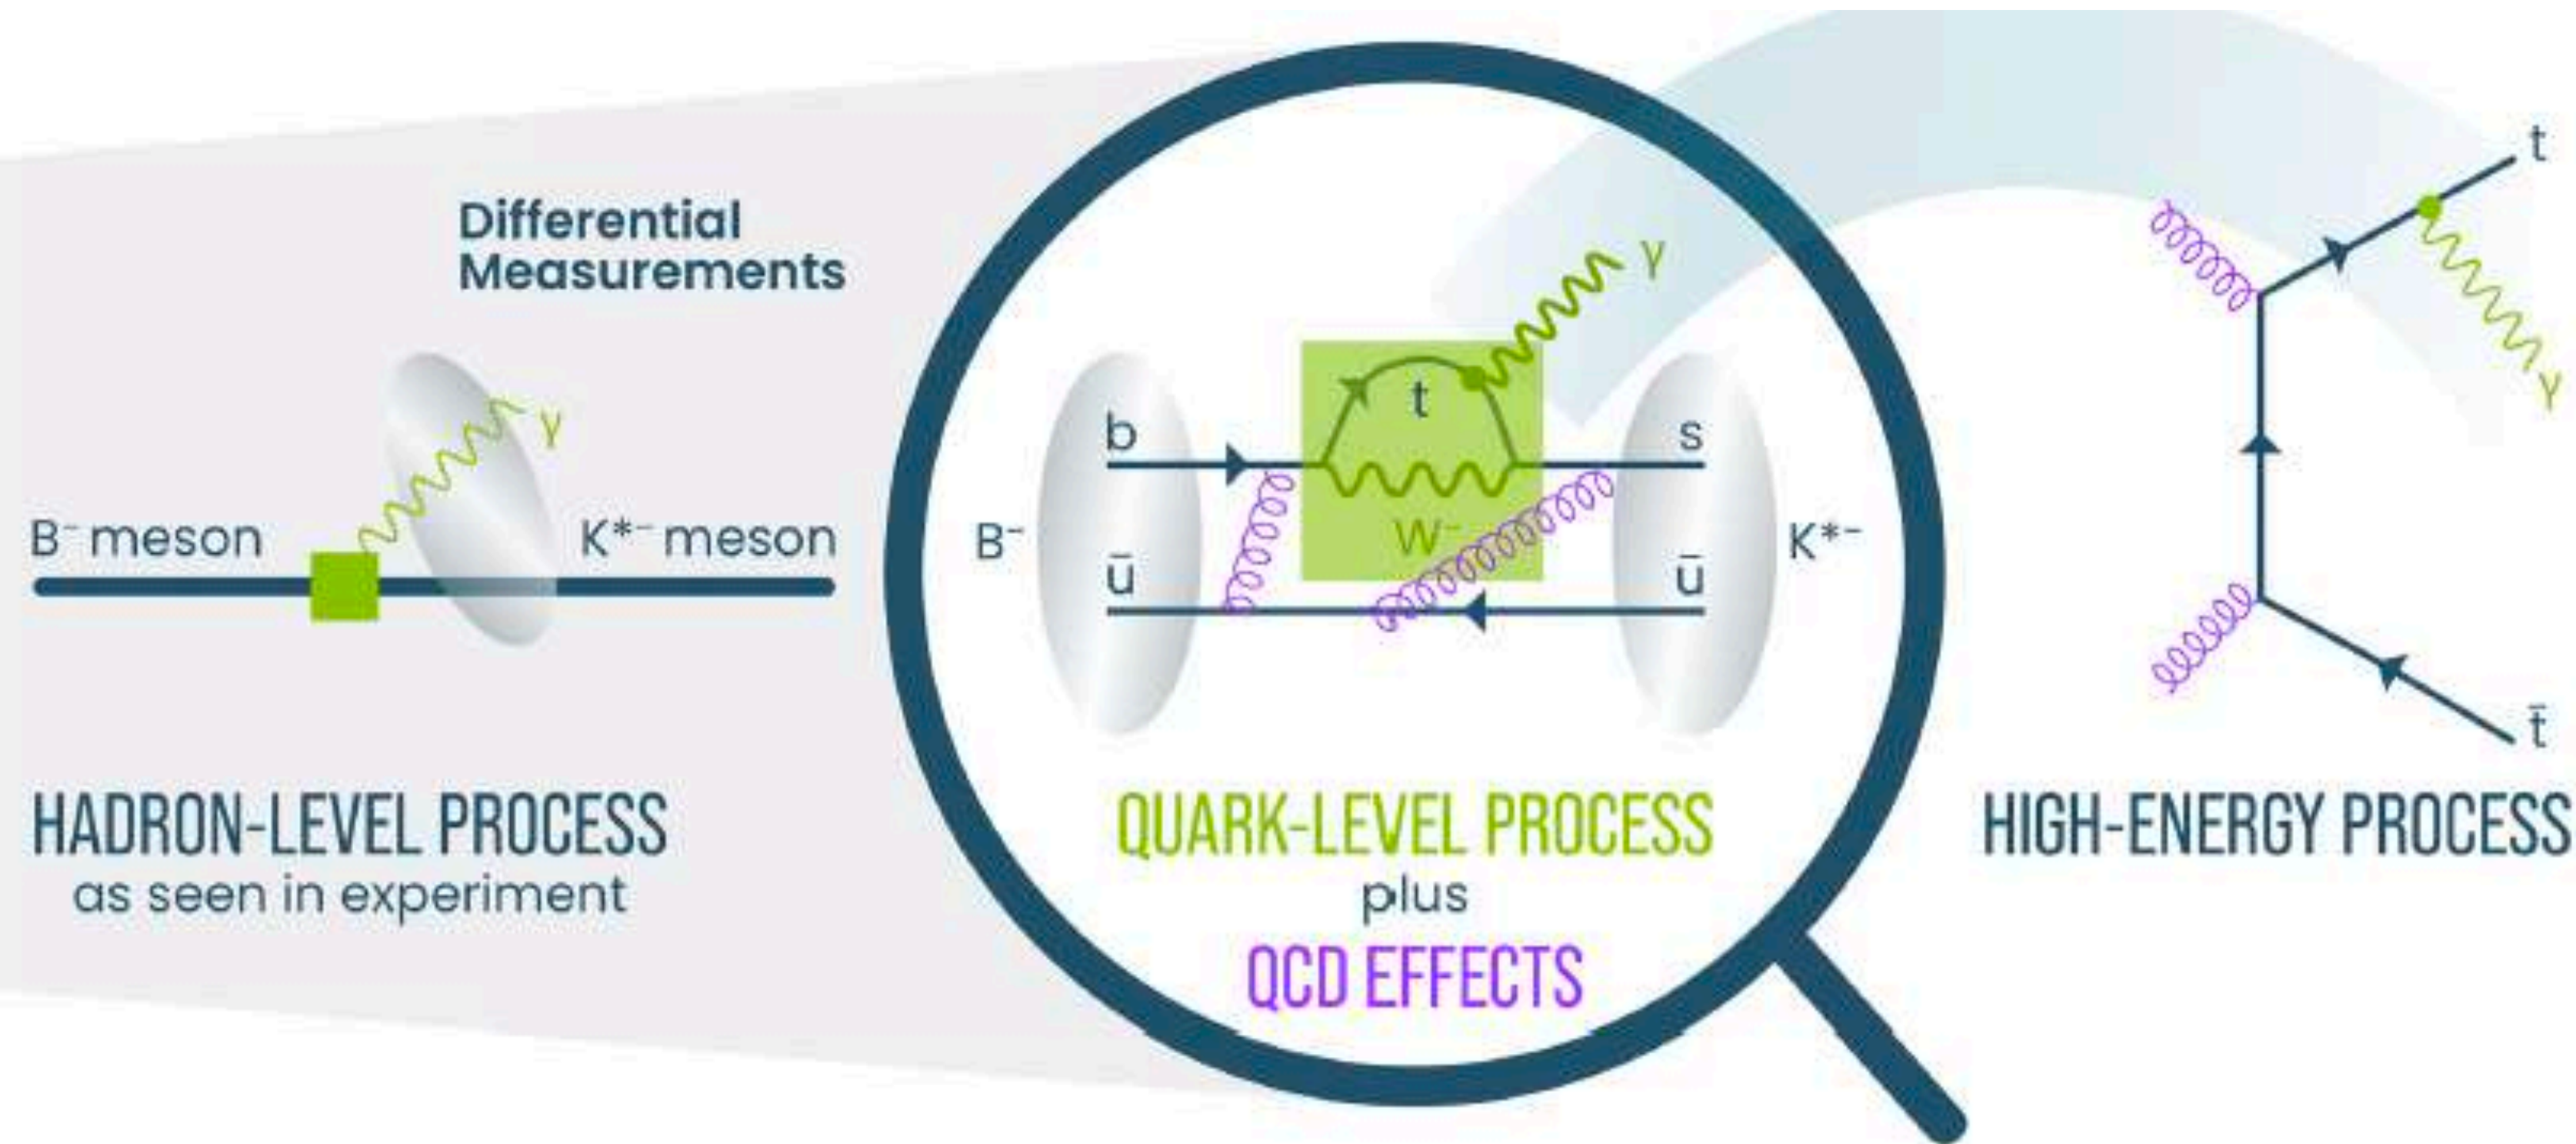 Differential
Measurements
γ
B⁻ meson
K*⁻ meson
HADRON-LEVEL PROCESS
as seen in experiment
γ
t
b
s
B⁻
W⁻
K*⁻
ū
ū
QUARK-LEVEL PROCESS
plus
QCD EFFECTS
t
γ
t̄
HIGH-ENERGY PROCESS